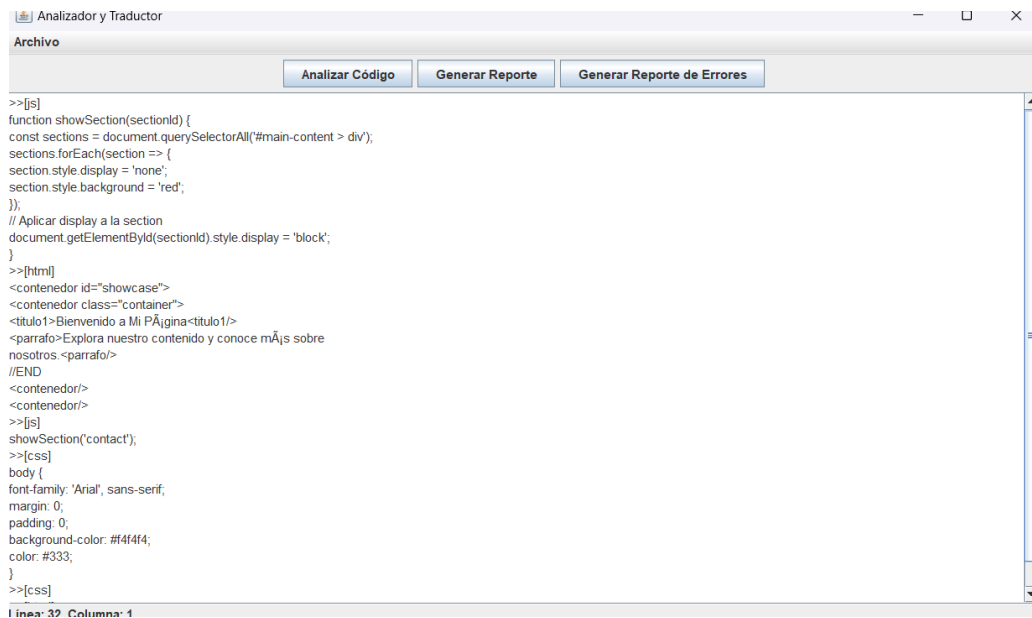 Analizador y Traductor
Archivo
Analizar Código Generar Reporte Generar Reporte de Errores
>>[js]
function showSection(sectionId) {
const sections = document.querySelectorAll('#main-content > div');
sections.forEach(section => {
section.style.display = 'none';
section.style.background = 'red';
});
// Aplicar display a la section
document.getElementById(sectionId).style.display = 'block';
}
>>[html]
<contenedor id="showcase">
<contenedor class="container">
<titulo1>Bienvenido a Mi PÃ¡gina<titulo1/>
<parrafo>Explora nuestro contenido y conoce mÃ¡s sobre
nosotros.<parrafo/>
//END
<contenedor/>
<contenedor/>
>>[js]
showSection('contact');
>>[css]
body {
font-family: 'Arial', sans-serif;
margin: 0;
padding: 0;
background-color: #f4f4f4;
color: #333;
}
>>[css]
Línea: 32, Columna: 1